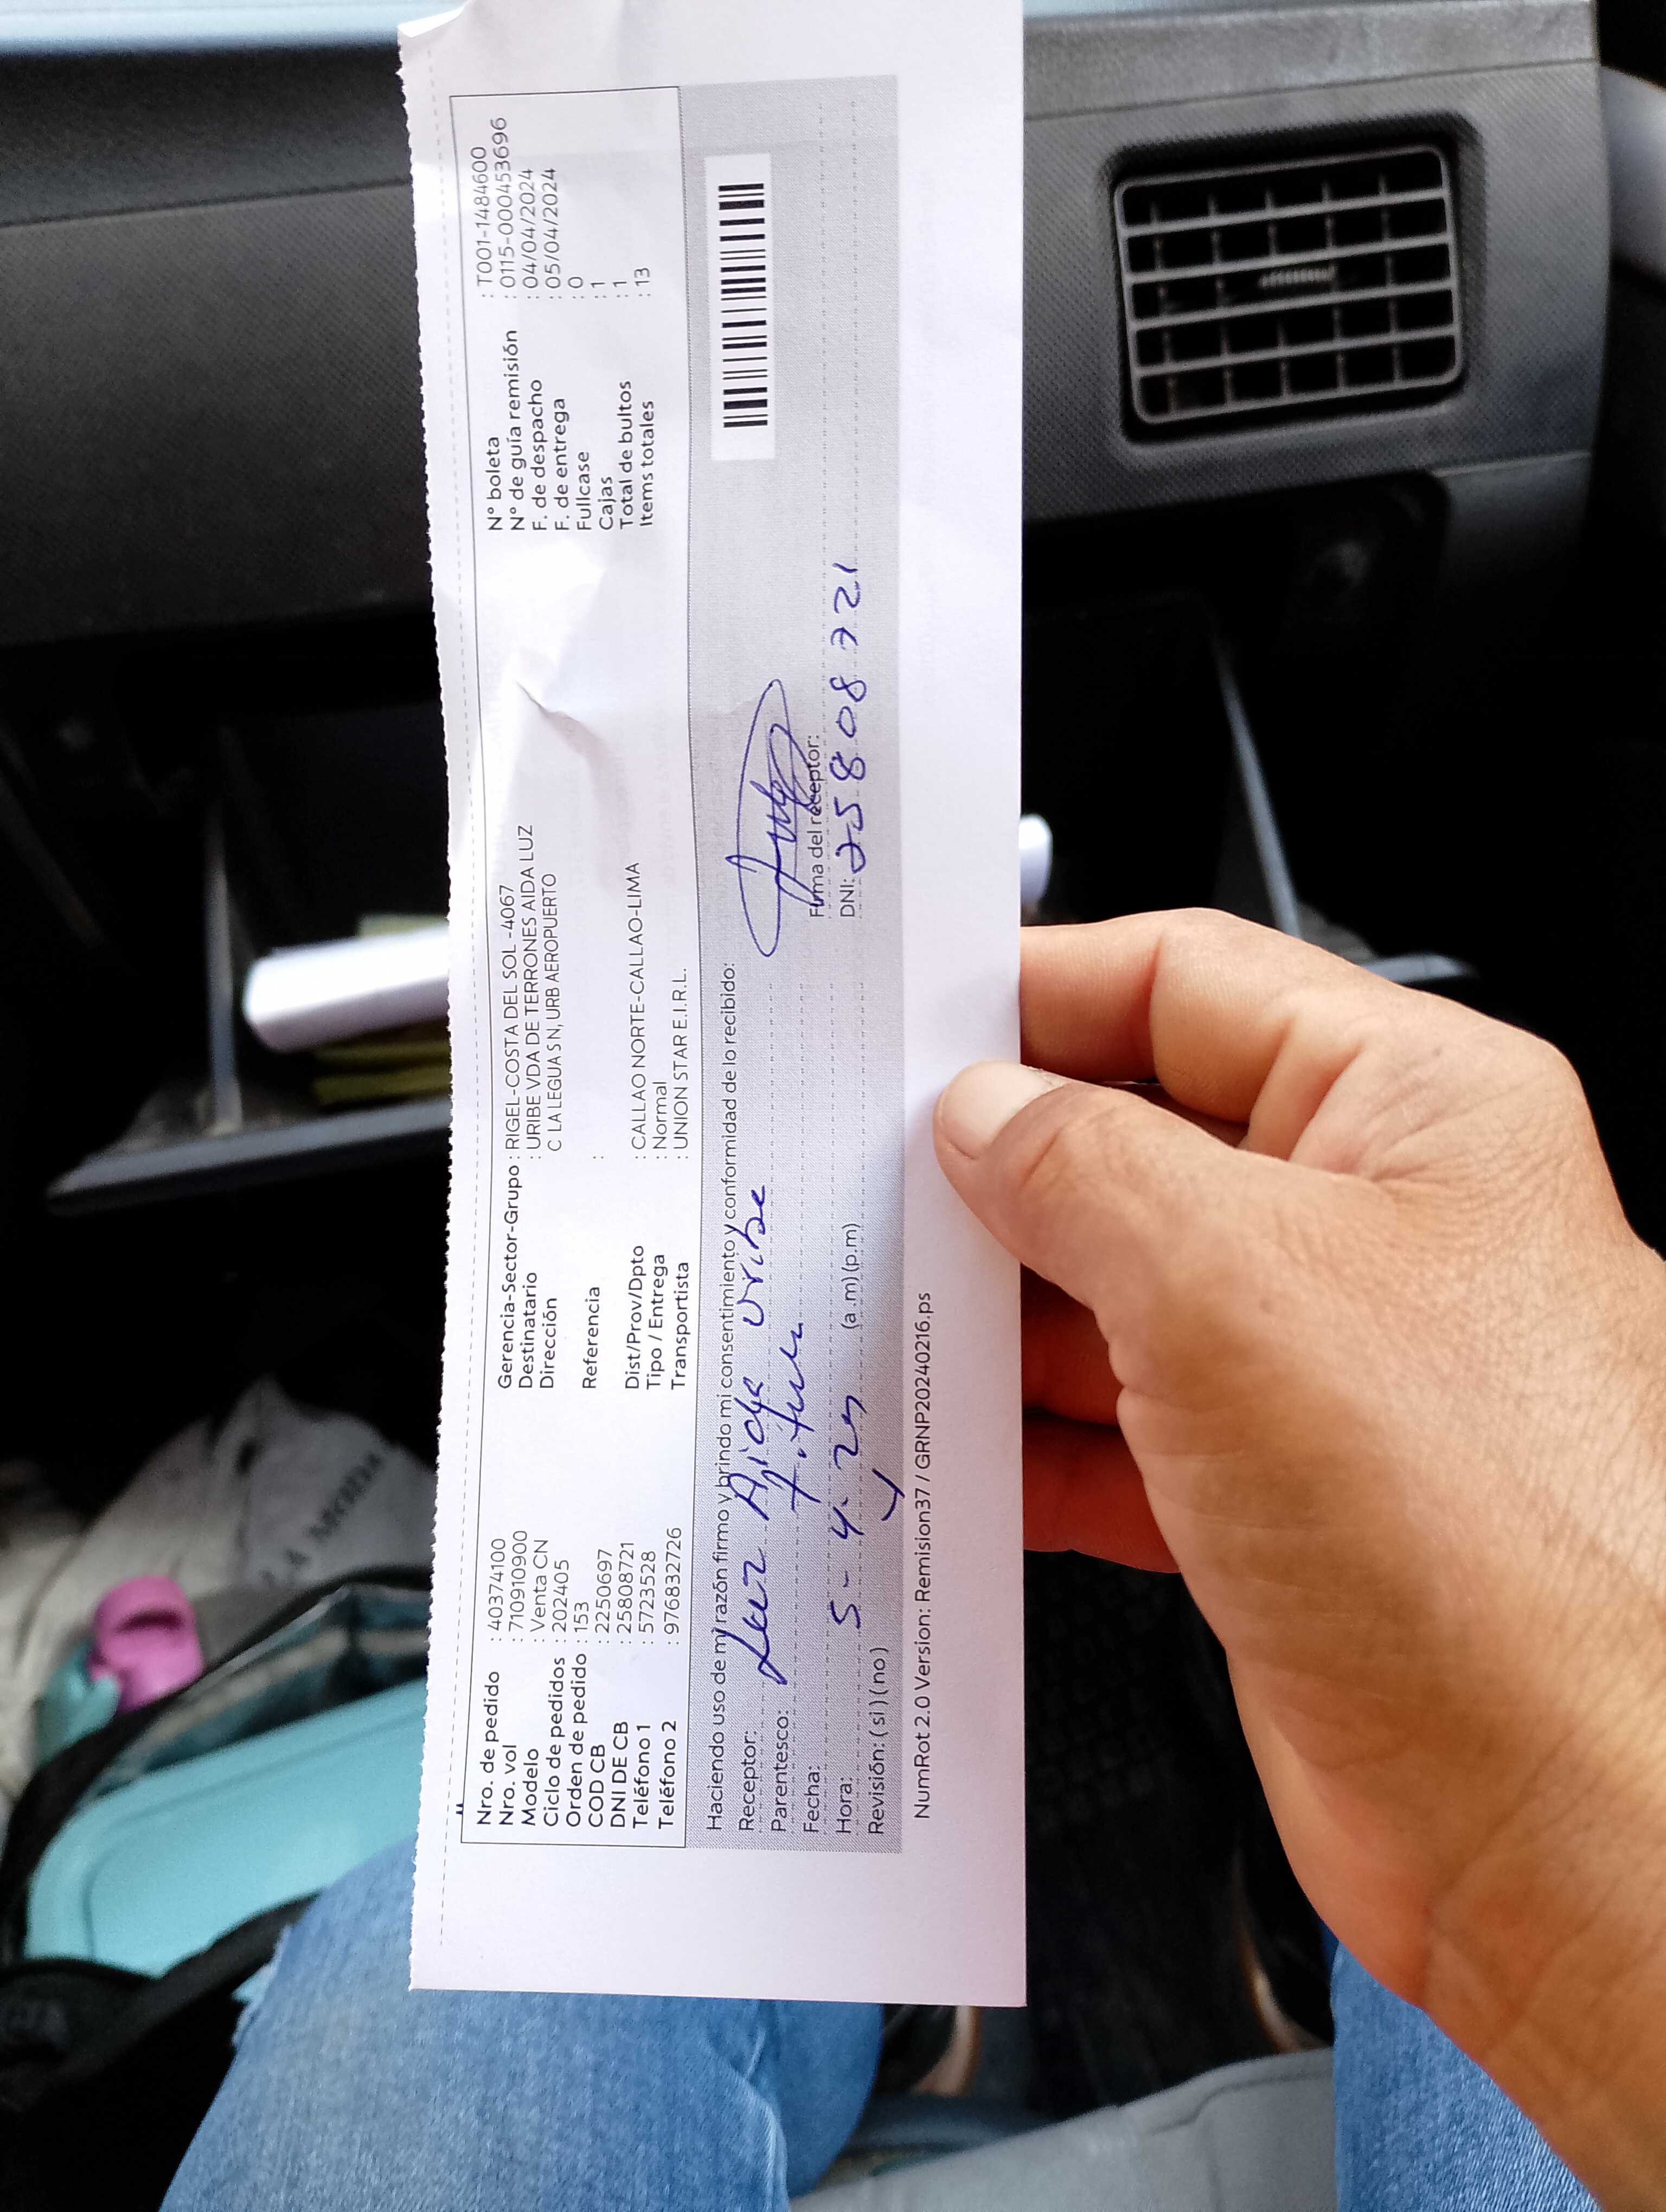 Nro. de pedido : 40374100
Nro. vol : 710910900
Modelo : Venta CN
Ciclo de pedidos : 202405
Orden de pedido : 153
COD CB : 2250697
DNI DE CB : 25808721
Teléfono 1 : 5723528
Teléfono 2 : 976832726
Gerencia-Sector-Grupo : RIGEL-COSTA DEL SOL -4067
Destinatario : URIBE VDA DE TERRONES AIDA LUZ
Dirección C LA LEGUA S N, URB AEROPUERTO
Referencia :
Dist/Prov/Dpto : CALLAO NORTE-CALLAO-LIMA
Tipo / Entrega : Normal
Transportista : UNION STAR E.I.R.L.
N° boleta : T001-1484600
N° de guía remisión : 0115-0000453696
F. de despacho : 04/04/2024
F. de entrega : 05/04/2024
Fullcase : 0
Cajas : 1
Total de bultos : 1
Items totales : 13
Haciendo uso de mi razón firmo y brindo mi consentimiento y conformidad de lo recibido:
Receptor: Luz Aida Uribe
Parentesco:
Fecha: 5-4-24
Hora: (a.m) (p.m)
Revisión: ( si ) ( no )
Firma del receptor:
DNI: 25808721
NumRot 2.0 Version: Remision37 / GRNP20240216.ps